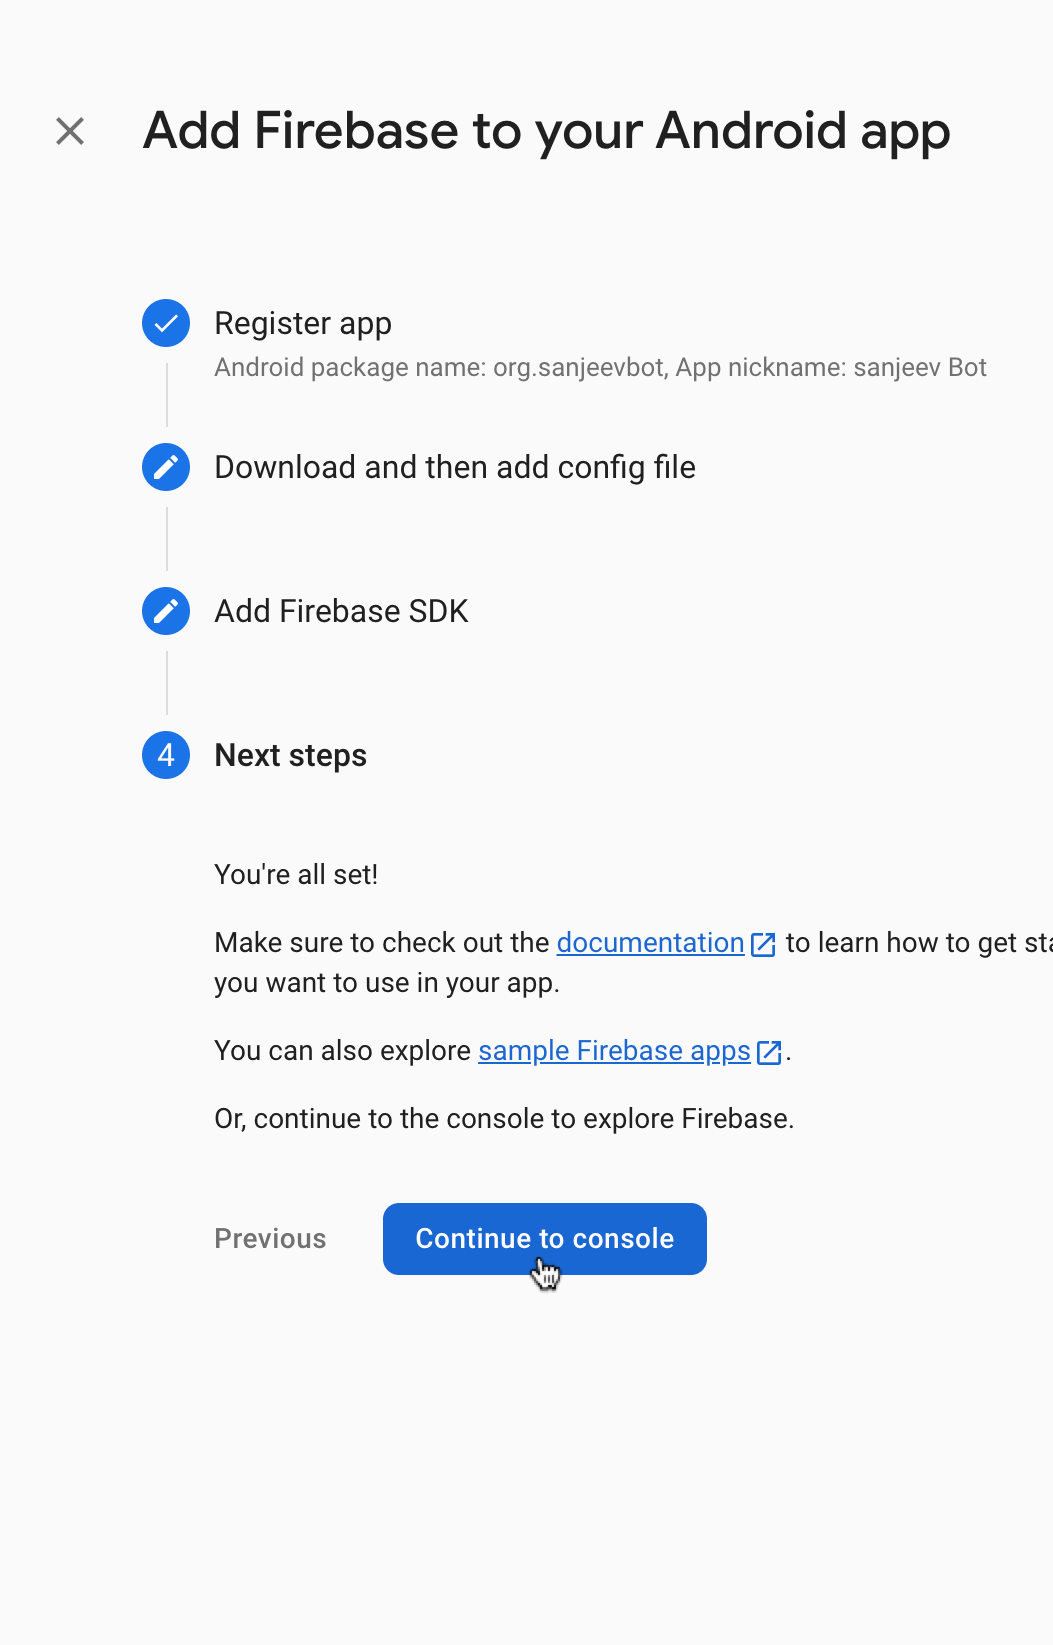 Add Firebase to your Android app
Register app
Android package name: org.sanjeevbot, App nickname: sanjeev Bot
Download and then add config file
Add Firebase SDK
4 Next steps
You're all set!
Make sure to check out the documentation to learn how to get sta
you want to use in your app.
You can also explore sample Firebase apps.
Or, continue to the console to explore Firebase.
Previous Continue to console